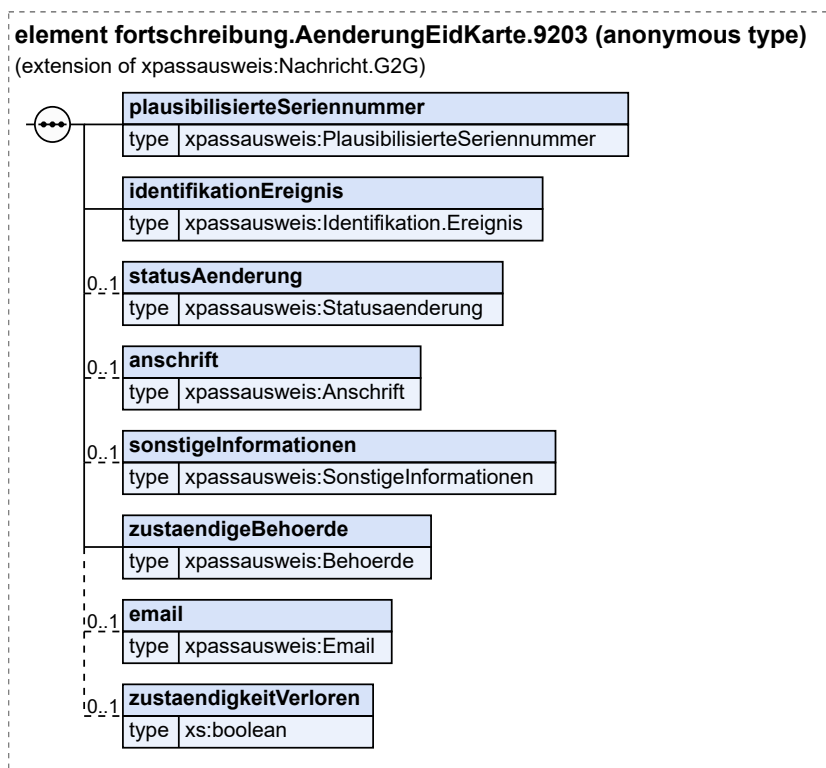 element fortschreibung.AenderungEidKarte.9203 (anonymous type)
(extension of xpassausweis:Nachricht.G2G)
plausibilisierteSeriennummer
type xpassausweis:PlausibilisierteSeriennummer
identifikationEreignis
type xpassausweis:Identifikation.Ereignis
0..1 statusAenderung
type xpassausweis:Statusaenderung
0..1 anschrift
type xpassausweis:Anschrift
0..1 sonstigeInformationen
type xpassausweis:SonstigeInformationen
zustaendigeBehoerde
type xpassausweis:Behoerde
0..1 email
type xpassausweis:Email
0..1 zustaendigkeitVerloren
type xs:boolean